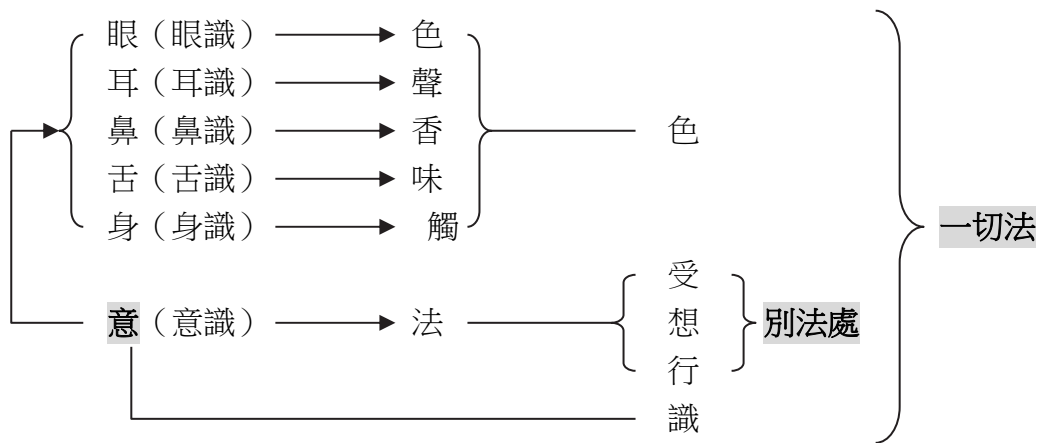 眼（眼識） 色
耳（耳識） 聲
鼻（鼻識） 香 色
舌（舌識） 味
身（身識） 觸 一切法
受
意（意識） 法 想 別法處
行
識